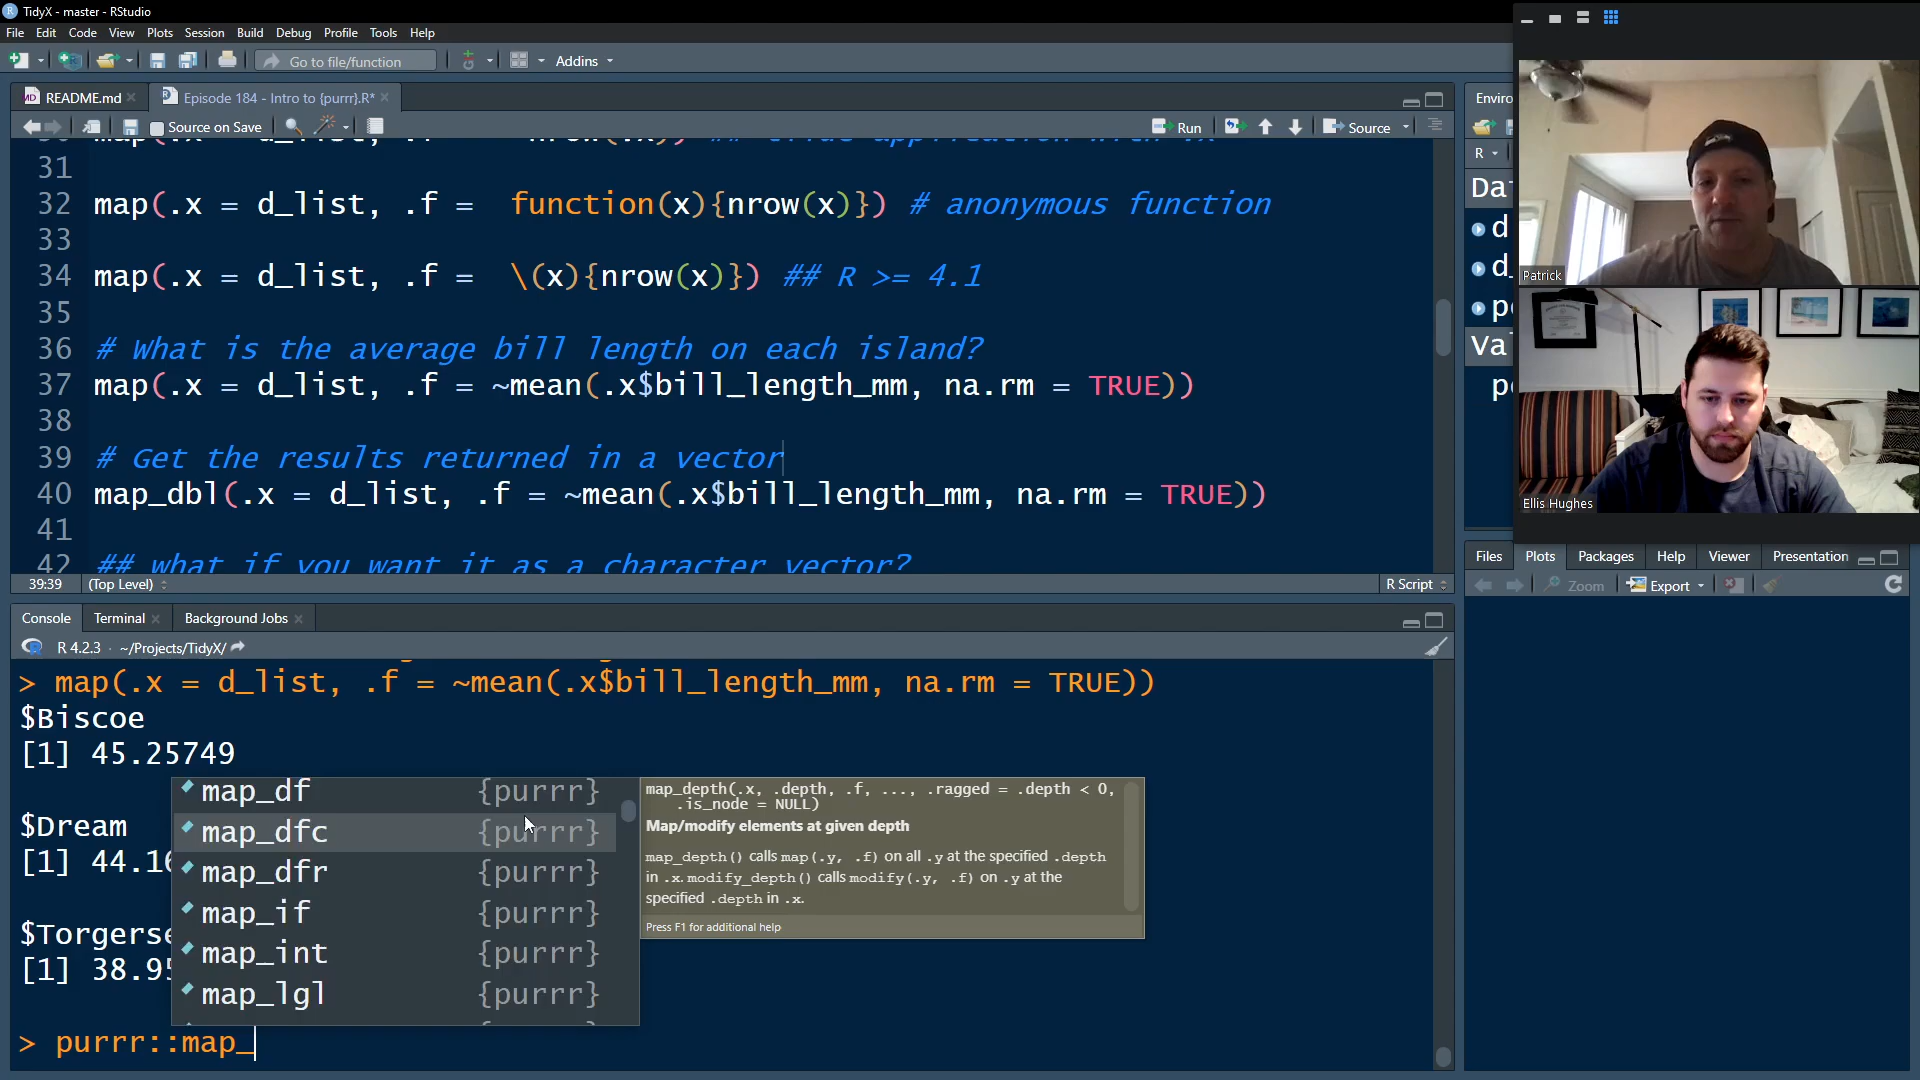 TidyX - master - RStudio
File Edit Code View Plots Session Build Debug Profile Tools Help
Go to file/function Addins
README.md Episode 184 - Intro to {purrr}.R*
Source on Save Run Source
31
32 map(.x = d_list, .f = function(x){nrow(x)}) # anonymous function
33
34 map(.x = d_list, .f = \(x){nrow(x)}) ## R >= 4.1
35
36 # What is the average bill length on each island?
37 map(.x = d_list, .f = ~mean(.x$bill_length_mm, na.rm = TRUE))
38
39 # Get the results returned in a vector
40 map_dbl(.x = d_list, .f = ~mean(.x$bill_length_mm, na.rm = TRUE))
41
42 ## what if you want it as a character vector?
39:39 (Top Level) R Script
Console Terminal Background Jobs
R 4.2.3 · ~/Projects/TidyX/
> map(.x = d_list, .f = ~mean(.x$bill_length_mm, na.rm = TRUE))
$Biscoe
[1] 45.25749
$Dream
[1] 44.16
$Torgerse
[1] 38.95
> purrr::map_
map_df {purrr}
map_dfc {purrr}
map_dfr {purrr}
map_if {purrr}
map_int {purrr}
map_lgl {purrr}
map_depth(.x, .depth, .f, ..., .ragged = .depth < 0,
.is_node = NULL)
Map/modify elements at given depth
map_depth() calls map(.y, .f) on all .y at the specified .depth
in .x. modify_depth() calls modify(.y, .f) on .y at the
specified .depth in .x.
Press F1 for additional help
Enviro
R
Dat
d
d_
pe
Val
pe
Patrick
Ellis Hughes
Files Plots Packages Help Viewer Presentation
Zoom Export